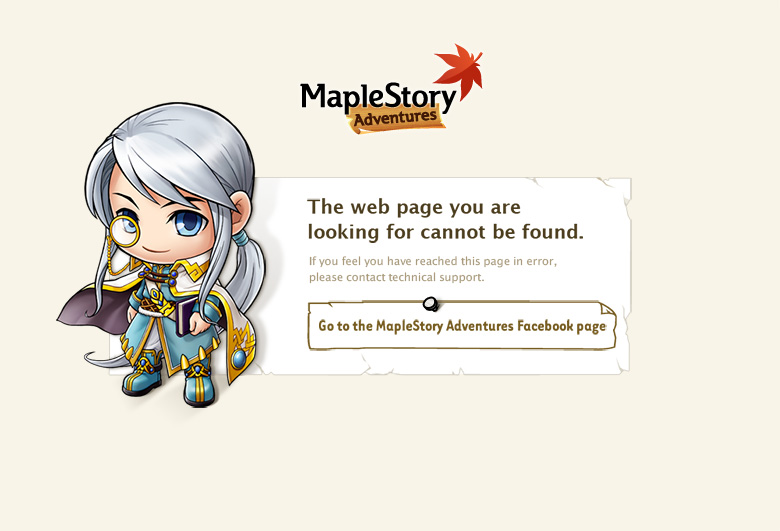 MapleStory
Adventures
The web page you are
looking for cannot be found.
If you feel you have reached this page in error,
please contact technical support.
Go to the MapleStory Adventures Facebook page